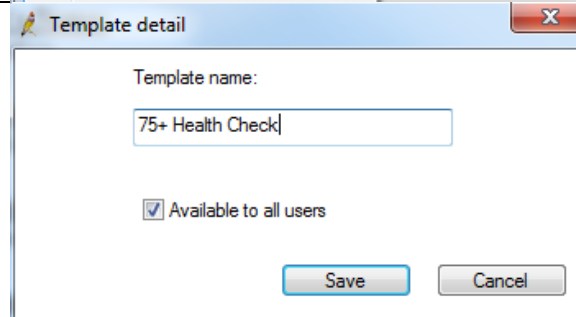 Template detail
Template name:
75+ Health Check
Available to all users
Save Cancel